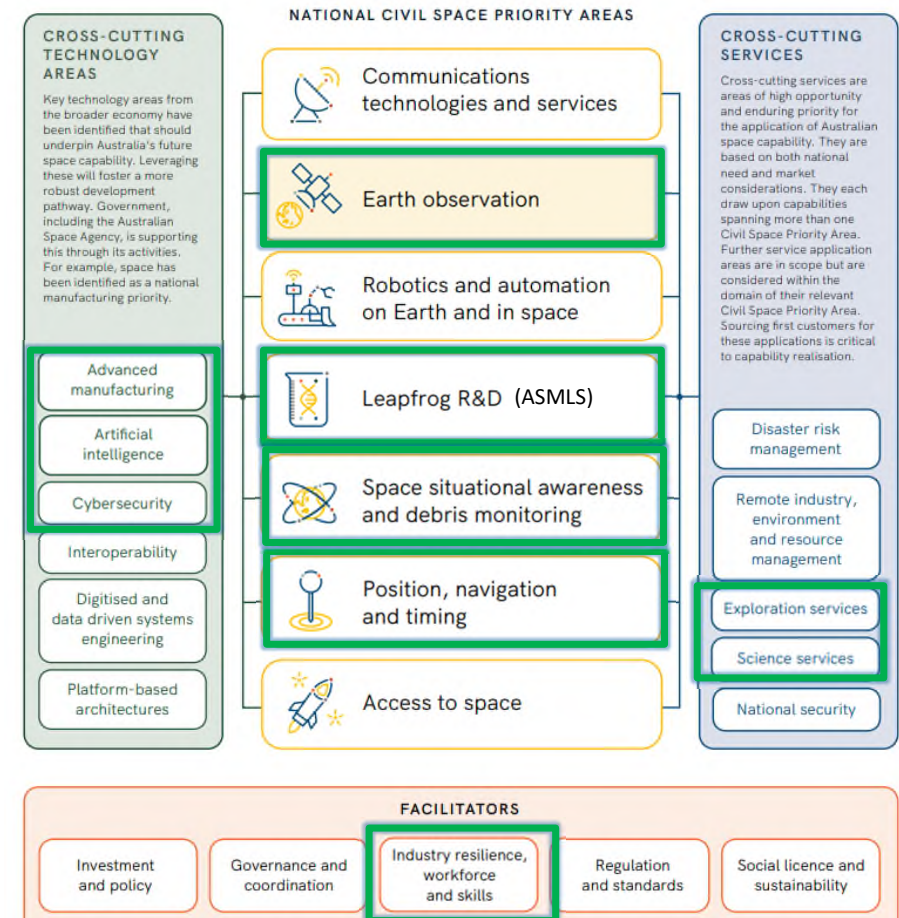 NATIONAL CIVIL SPACE PRIORITY AREAS
CROSS-CUTTING
TECHNOLOGY
AREAS
Key technology areas from
the broader economy have
been identified that should
underpin Australia's future
space capability. Leveraging
these will foster a more
robust development
pathway. Government,
including the Australian
Space Agency, is supporting
this through its activities.
For example, space has
been identified as a national
manufacturing priority.
Advanced
manufacturing
Artificial
intelligence
Cybersecurity
Interoperability
Digitised and
data driven systems
engineering
Platform-based
architectures
Communications
technologies and services
Earth observation
Robotics and automation
on Earth and in space
Leapfrog R&D (ASMLS)
Space situational awareness
and debris monitoring
Position, navigation
and timing
Access to space
CROSS-CUTTING
SERVICES
Cross-cutting services are
areas of high opportunity
and enduring priority for
the application of Australian
space capability. They are
based on both national
need and market
considerations. They each
draw upon capabilities
spanning more than one
Civil Space Priority Area.
Further service application
areas are in scope but are
considered within the
domain of their relevant
Civil Space Priority Area.
Sourcing first customers for
these applications is critical
to capability realisation.
Disaster risk
management
Remote industry,
environment
and resource
management
Exploration services
Science services
National security
FACILITATORS
Investment
and policy
Governance and
coordination
Industry resilience,
workforce
and skills
Regulation
and standards
Social licence and
sustainability